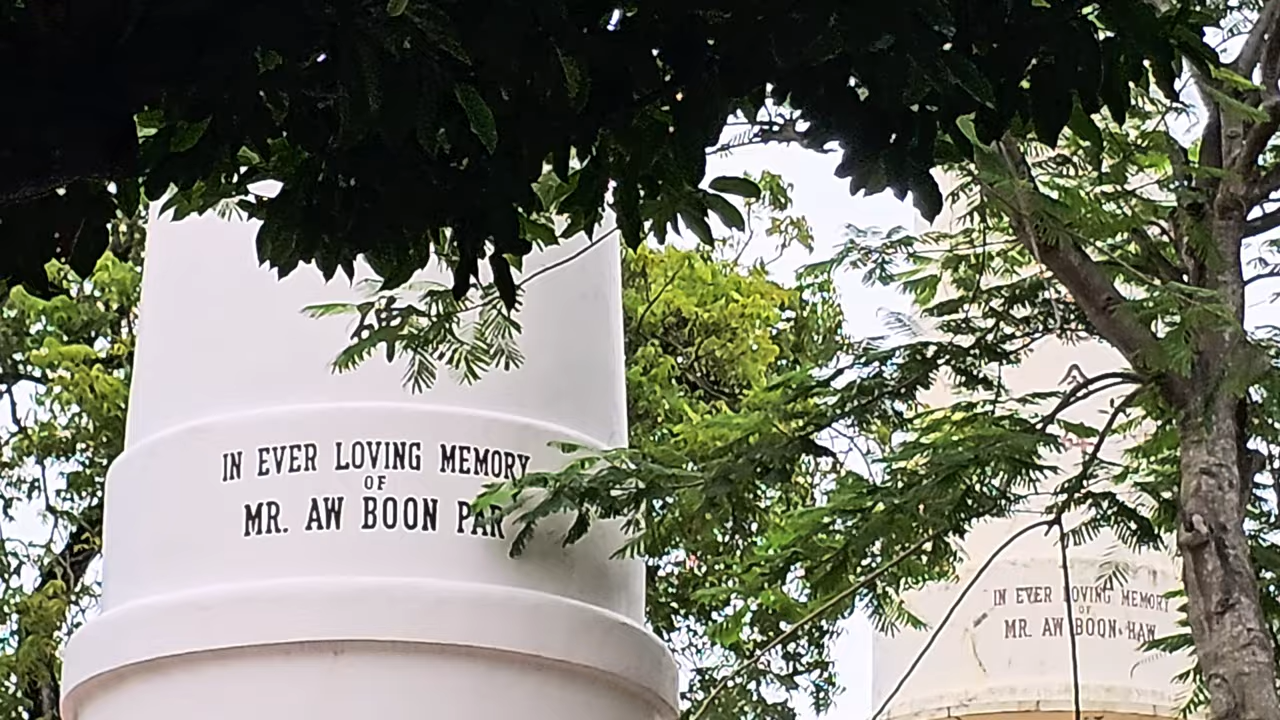 IN EVER LOVING MEMORY
OF
MR. AW BOON PAR
IN EVER LOVING MEMORY
OF
MR. AW BOON HAW